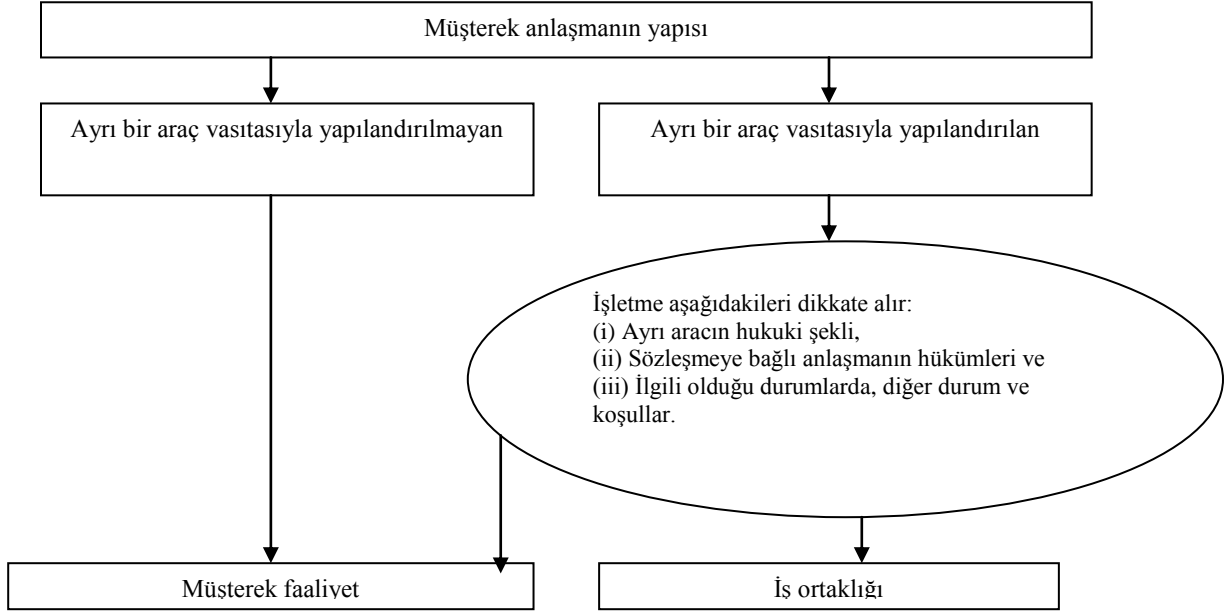 Müşterek anlaşmanın yapısı
Ayrı bir araç vasıtasıyla yapılandırılmayan
Ayrı bir araç vasıtasıyla yapılandırılan
İşletme aşağıdakileri dikkate alır:
(i) Ayrı aracın hukuki şekli,
(ii) Sözleşmeye bağlı anlaşmanın hükümleri ve
(iii) İlgili olduğu durumlarda, diğer durum ve
koşullar.
Müşterek faaliyet
İş ortaklığı